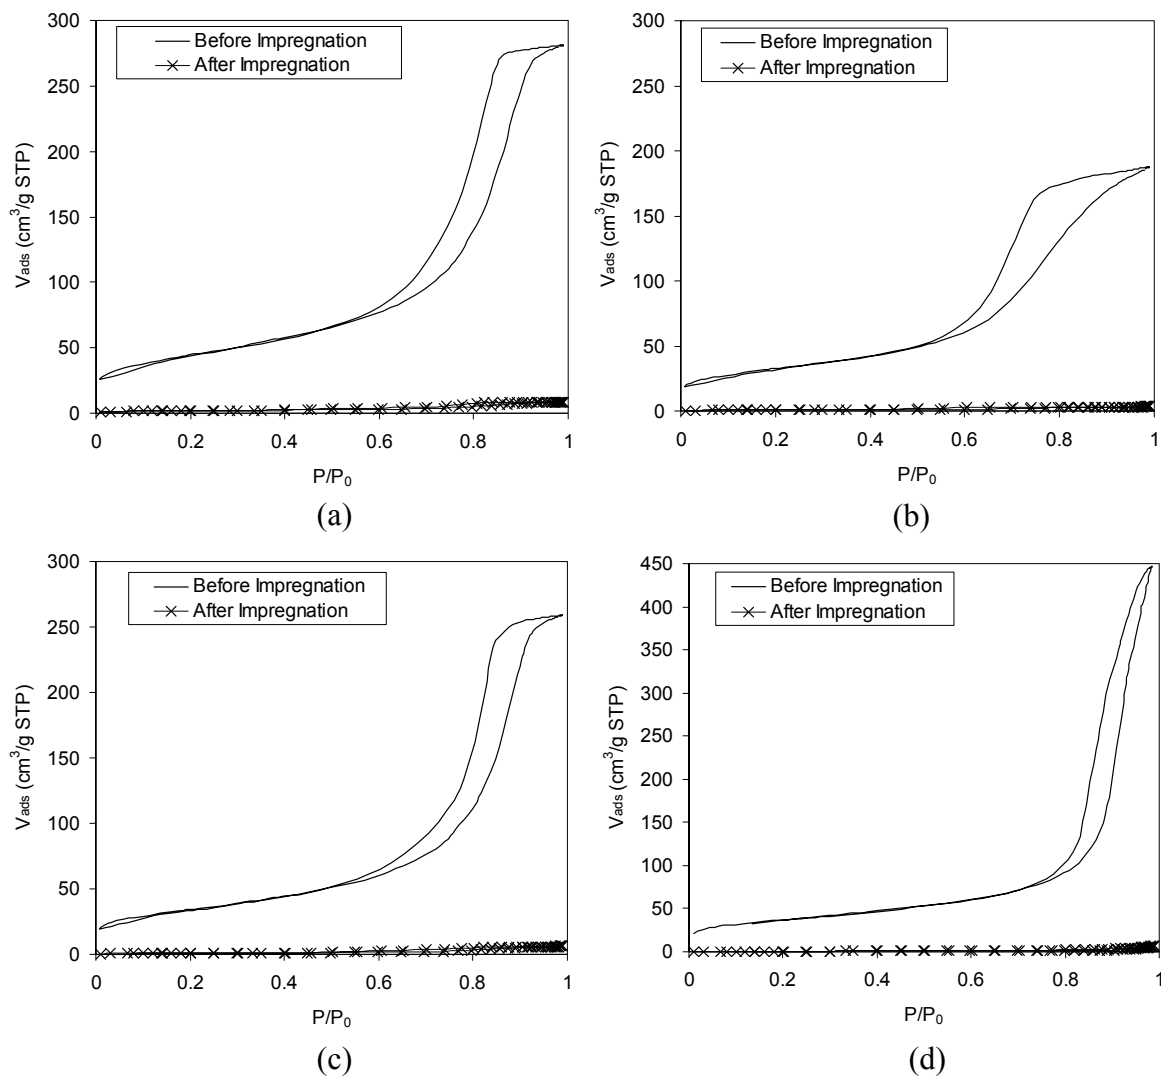 300
250
200
150
100
50
0
V_ads (cm³/g STP)
Before Impregnation
After Impregnation
0 0.2 0.4 0.6 0.8 1
P/P₀
(a)
300
250
200
150
100
50
0
V_ads (cm³/g STP)
Before Impregnation
After Impregnation
0 0.2 0.4 0.6 0.8 1
P/P₀
(b)
300
250
200
150
100
50
0
V_ads (cm³/g STP)
Before Impregnation
After Impregnation
0 0.2 0.4 0.6 0.8 1
P/P₀
(c)
450
400
350
300
250
200
150
100
50
0
V_ads (cm³/g STP)
Before Impregnation
After Impregnation
0 0.2 0.4 0.6 0.8 1
P/P₀
(d)